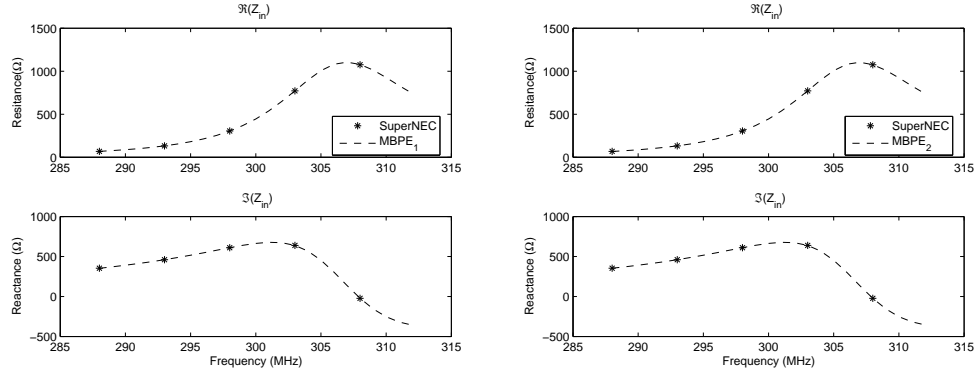 ℜ(Z_in)
1500
1000
500
0
Resitance(Ω)
SuperNEC
MBPE_1
285 290 295 300 305 310 315
ℑ(Z_in)
1000
500
0
−500
Reactance (Ω)
285 290 295 300 305 310 315
Frequency (MHz)
ℜ(Z_in)
1500
1000
500
0
Resistance(Ω)
SuperNEC
MBPE_2
285 290 295 300 305 310 315
ℑ(Z_in)
1000
500
0
−500
Reactance (Ω)
285 290 295 300 305 310 315
Frequency (MHz)